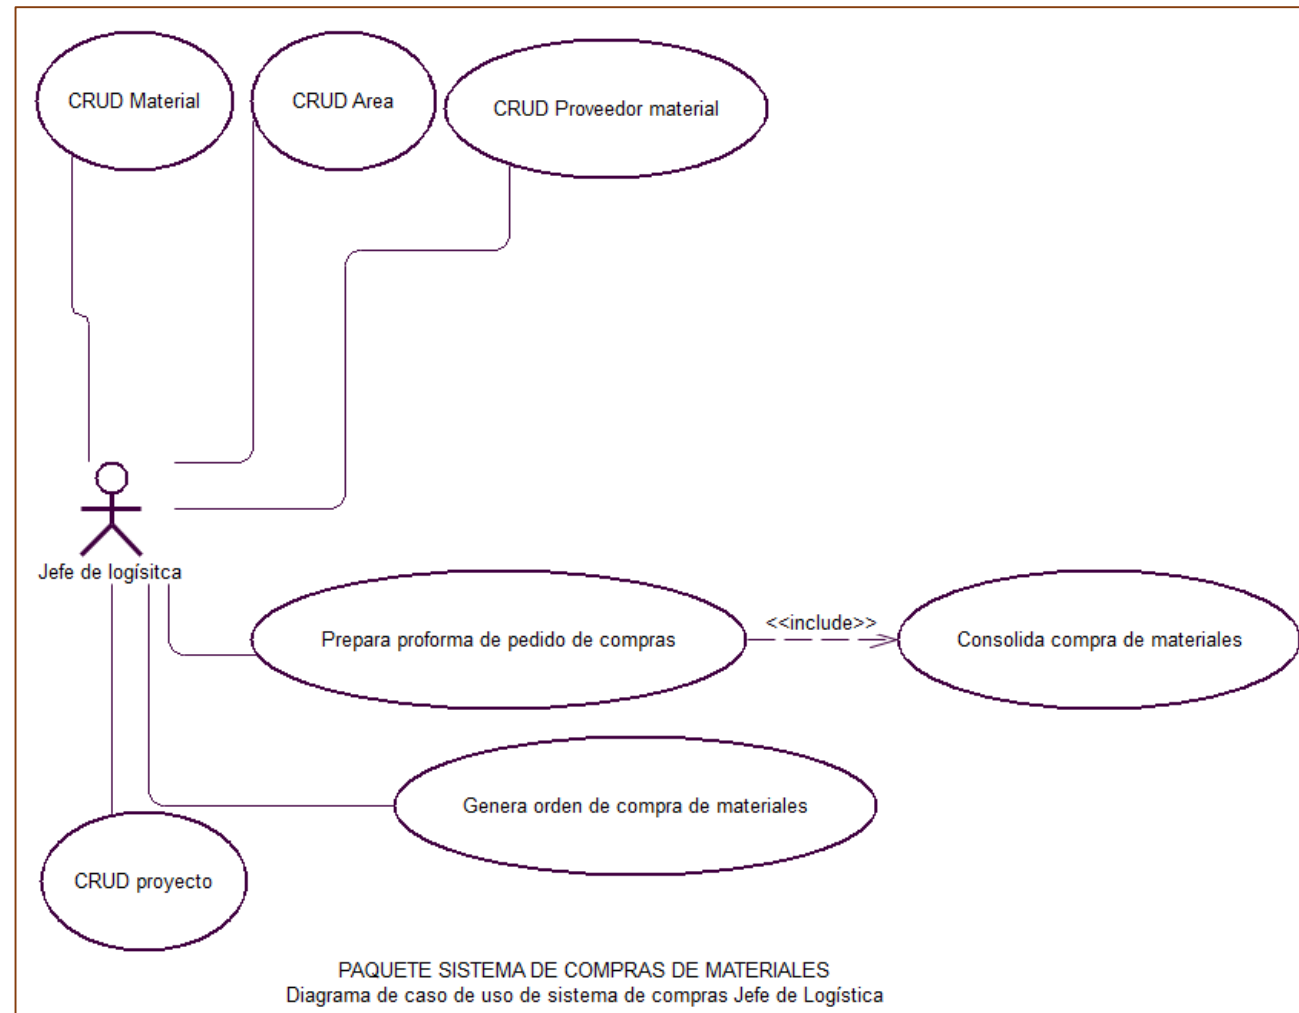 CRUD Material
CRUD Area
CRUD Proveedor material
Jefe de logísitca
Prepara proforma de pedido de compras
<<include>>
Consolida compra de materiales
Genera orden de compra de materiales
CRUD proyecto
PAQUETE SISTEMA DE COMPRAS DE MATERIALES
Diagrama de caso de uso de sistema de compras Jefe de Logística